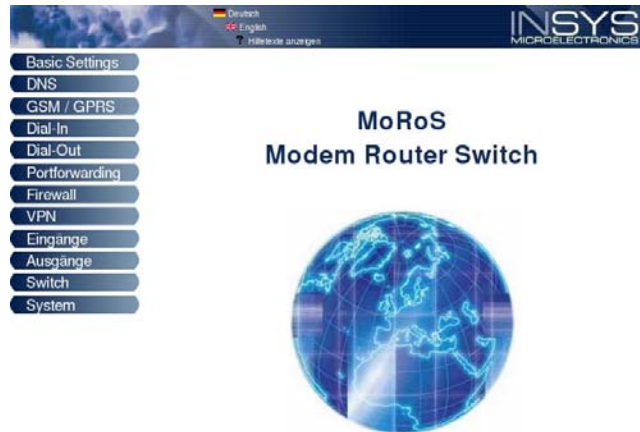 Deutsch
English
? Hilfetexte anzeigen
INSYS
MICROELECTRONICS
Basic Settings
DNS
GSM / GPRS
Dial-In
Dial-Out
Portforwarding
Firewall
VPN
Eingänge
Ausgänge
Switch
System
MoRoS
Modem Router Switch